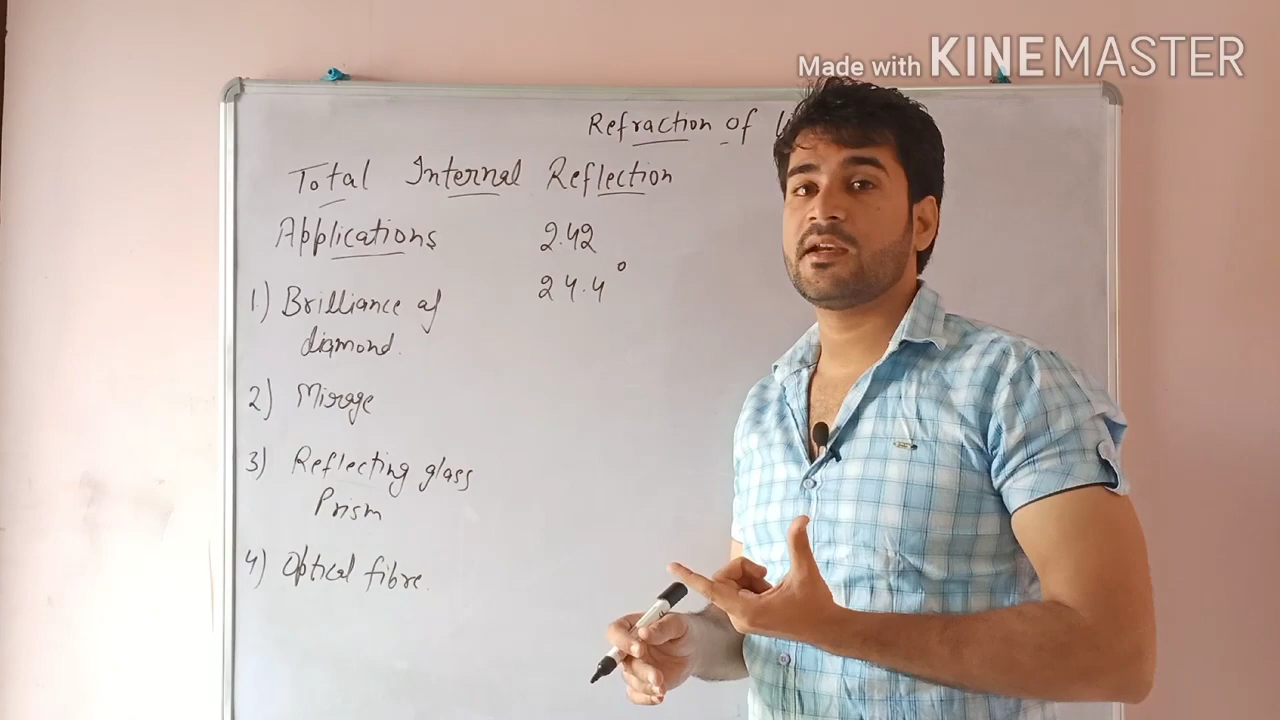 Made with KINEMASTER
Refraction of
Total Internal Reflection
Applications
2.42
24.4°
1) Brilliance of
diamond.
2) Mirage
3) Reflecting glass
Prism
4) Optical fibre.